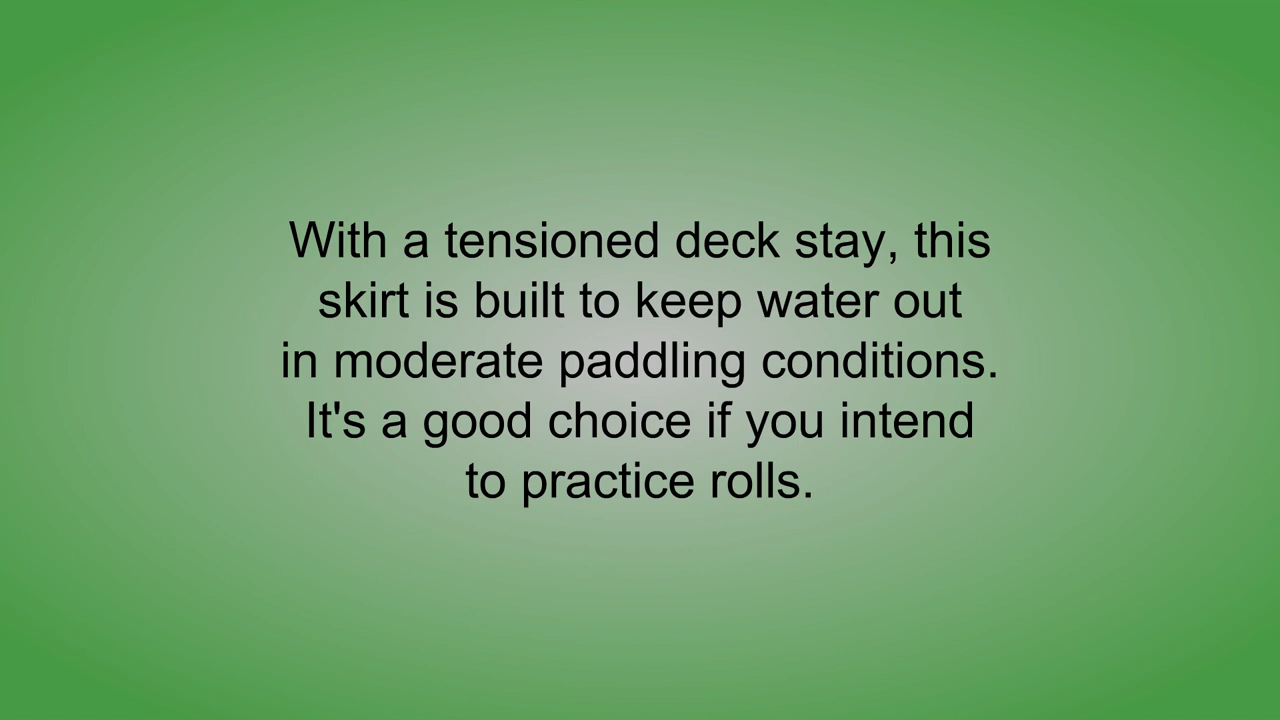 With a tensioned deck stay, this
skirt is built to keep water out
in moderate paddling conditions.
It's a good choice if you intend
to practice rolls.